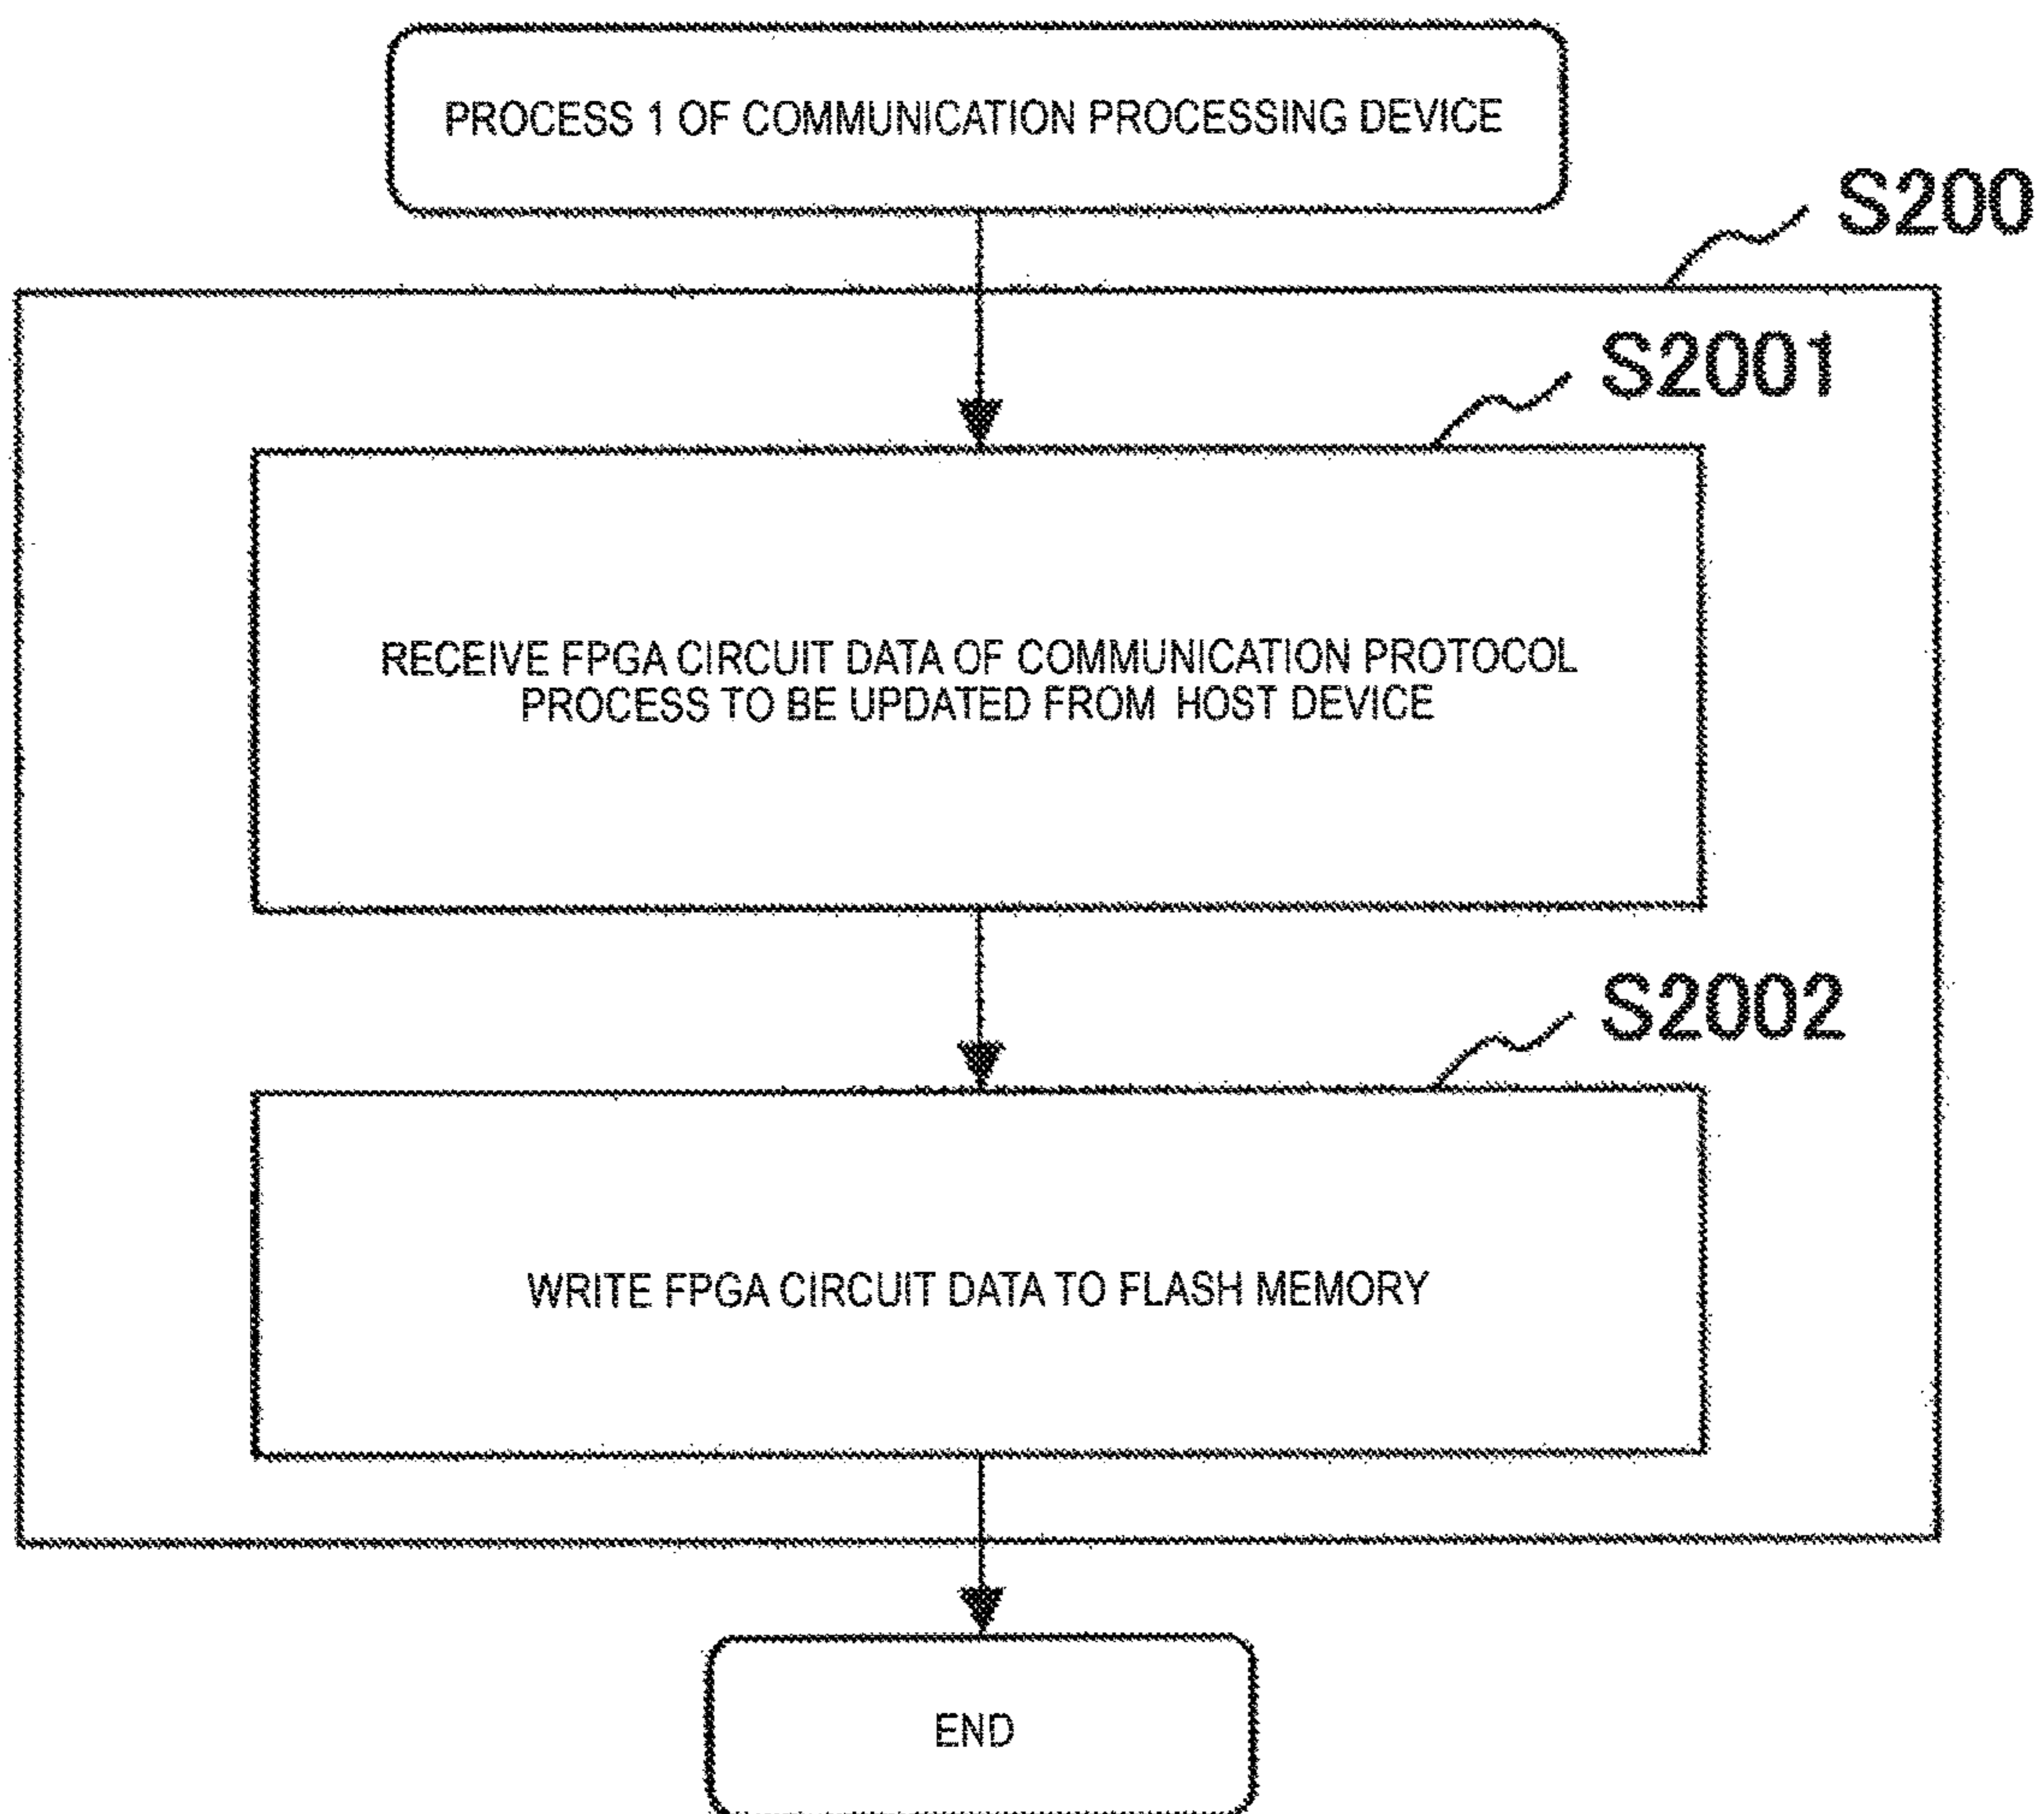 PROCESS 1 OF COMMUNICATION PROCESSING DEVICE
S200
S2001
RECEIVE FPGA CIRCUIT DATA OF COMMUNICATION PROTOCOL
PROCESS TO BE UPDATED FROM HOST DEVICE
S2002
WRITE FPGA CIRCUIT DATA TO FLASH MEMORY
END